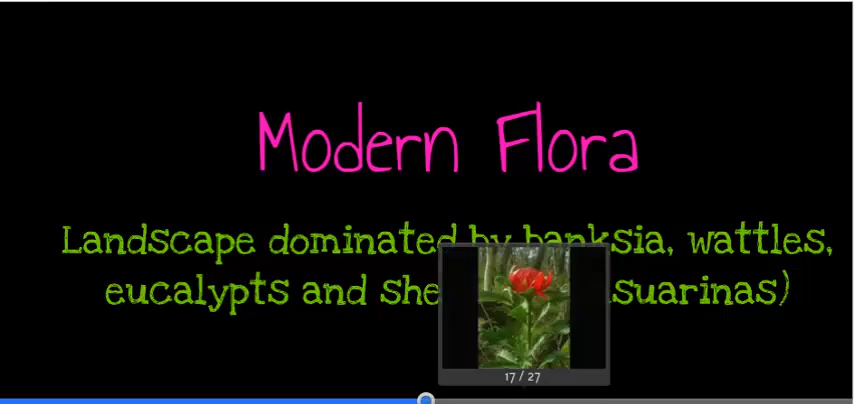 Modern Flora
Landscape dominated by banksia, wattles,
eucalypts and she suarinas)
17 / 27